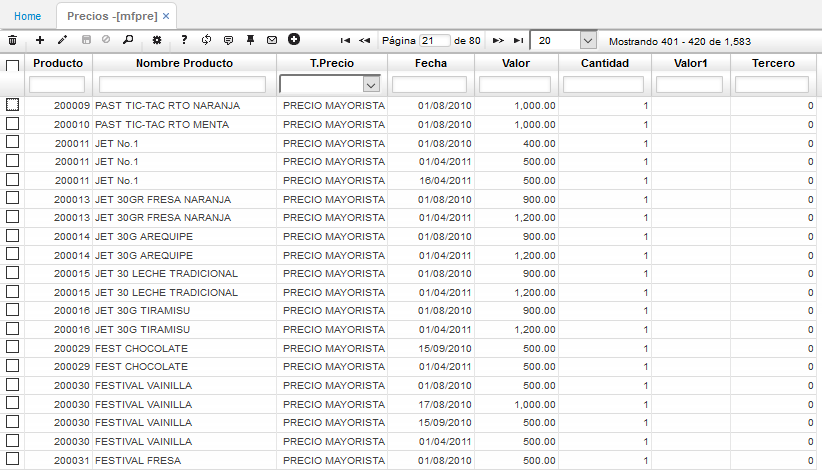 Home Precios -[mfpre] ×
Página 21 de 80 20 Mostrando 401 - 420 de 1,583
Producto Nombre Producto T.Precio Fecha Valor Cantidad Valor1 Tercero
200009 PAST TIC-TAC RTO NARANJA PRECIO MAYORISTA 01/08/2010 1,000.00 1 0
200010 PAST TIC-TAC RTO MENTA PRECIO MAYORISTA 01/08/2010 1,000.00 1 0
200011 JET No.1 PRECIO MAYORISTA 01/08/2010 400.00 1 0
200011 JET No.1 PRECIO MAYORISTA 01/04/2011 500.00 1 0
200011 JET No.1 PRECIO MAYORISTA 16/04/2011 500.00 1 0
200013 JET 30GR FRESA NARANJA PRECIO MAYORISTA 01/08/2010 900.00 1 0
200013 JET 30GR FRESA NARANJA PRECIO MAYORISTA 01/04/2011 1,200.00 1 0
200014 JET 30G AREQUIPE PRECIO MAYORISTA 01/08/2010 900.00 1 0
200014 JET 30G AREQUIPE PRECIO MAYORISTA 01/04/2011 1,200.00 1 0
200015 JET 30 LECHE TRADICIONAL PRECIO MAYORISTA 01/08/2010 900.00 1 0
200015 JET 30 LECHE TRADICIONAL PRECIO MAYORISTA 01/04/2011 1,200.00 1 0
200016 JET 30G TIRAMISU PRECIO MAYORISTA 01/08/2010 900.00 1 0
200016 JET 30G TIRAMISU PRECIO MAYORISTA 01/04/2011 1,200.00 1 0
200029 FEST CHOCOLATE PRECIO MAYORISTA 15/09/2010 500.00 1 0
200029 FEST CHOCOLATE PRECIO MAYORISTA 01/04/2011 500.00 1 0
200030 FESTIVAL VAINILLA PRECIO MAYORISTA 01/08/2010 500.00 1 0
200030 FESTIVAL VAINILLA PRECIO MAYORISTA 17/08/2010 1,000.00 1 0
200030 FESTIVAL VAINILLA PRECIO MAYORISTA 15/09/2010 500.00 1 0
200030 FESTIVAL VAINILLA PRECIO MAYORISTA 01/04/2011 500.00 1 0
200031 FESTIVAL FRESA PRECIO MAYORISTA 01/08/2010 500.00 1 0